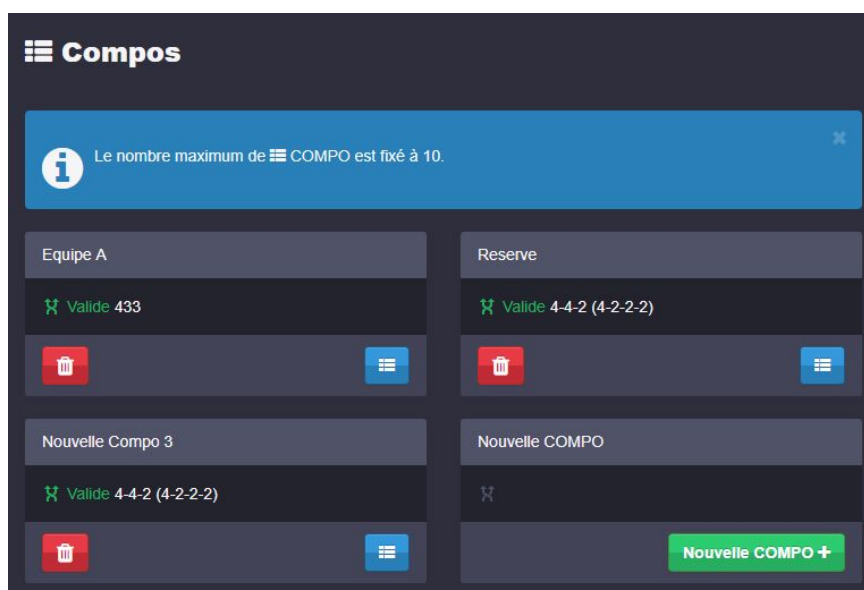 Compos
Le nombre maximum de COMPO est fixé à 10.
Equipe A
Valide 433
Reserve
Valide 4-4-2 (4-2-2-2)
Nouvelle Compo 3
Valide 4-4-2 (4-2-2-2)
Nouvelle COMPO
Nouvelle COMPO +